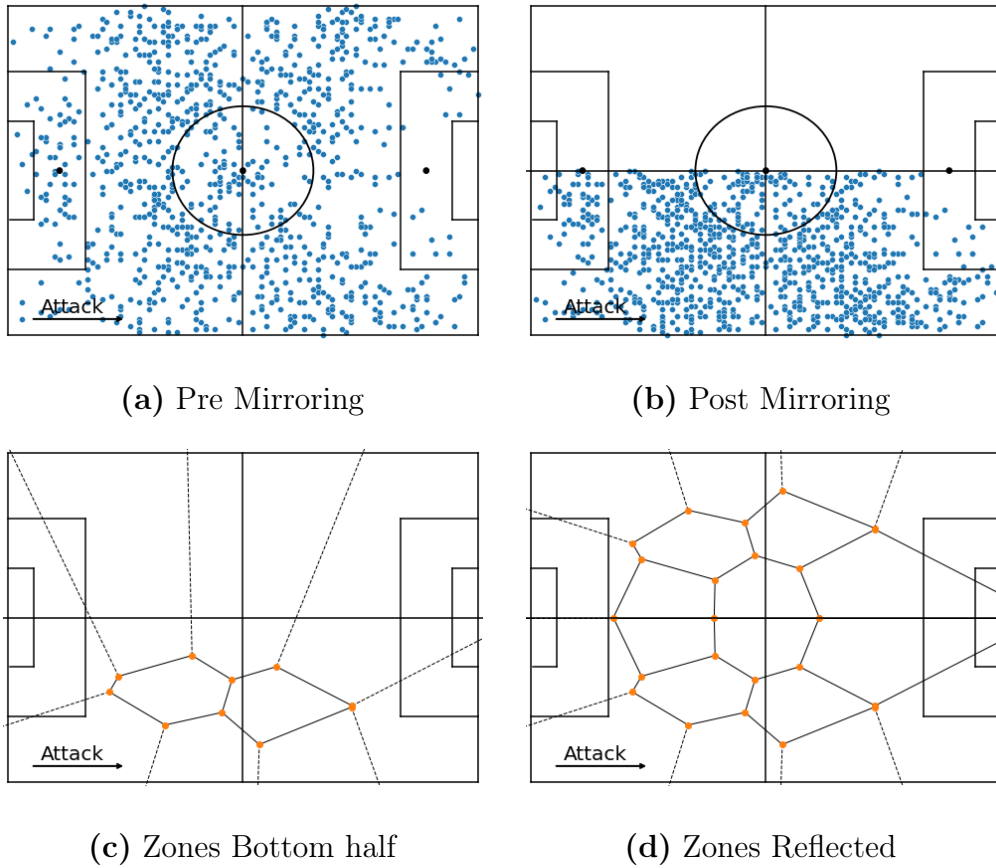 Attack
Attack
(a) Pre Mirroring
(b) Post Mirroring
Attack
Attack
(c) Zones Bottom half
(d) Zones Reflected